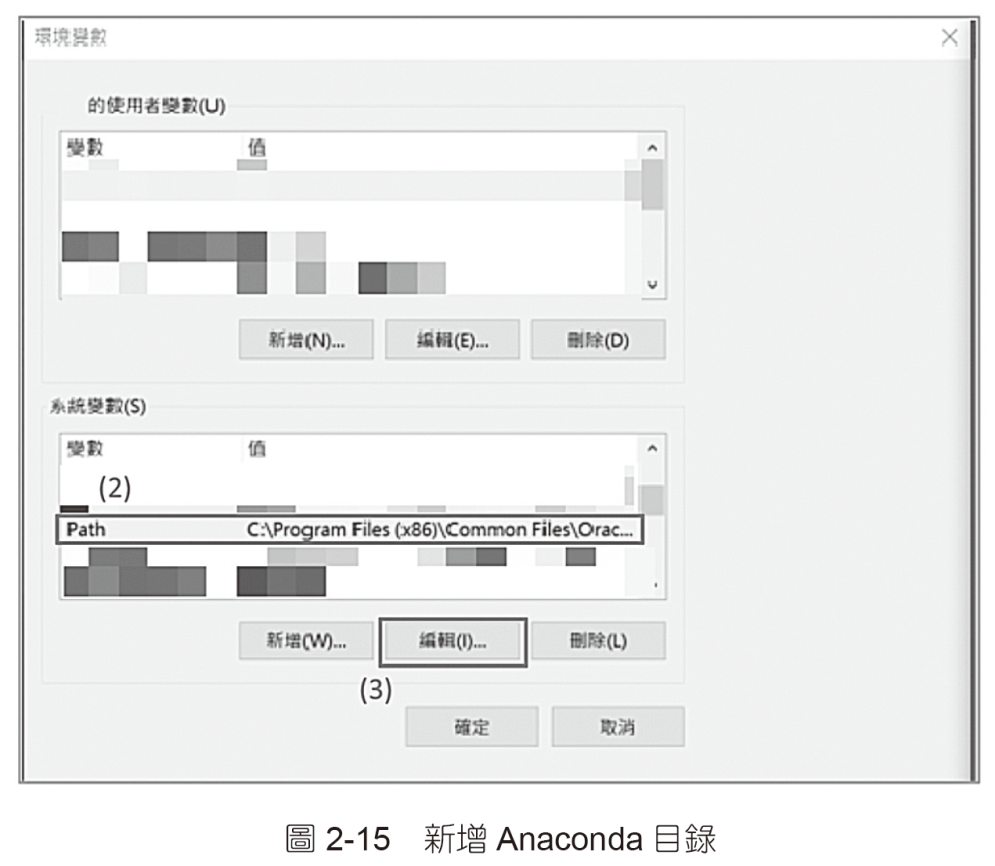 環境變數
的使用者變數(U)
變數 值
新增(N)... 編輯(E)... 刪除(D)
系統變數(S)
變數 值
(2)
Path C:\Program Files (x86)\Common Files\Orac...
新增(W)... 編輯(I)... 刪除(L)
(3)
確定 取消
圖 2-15 新增 Anaconda 目錄